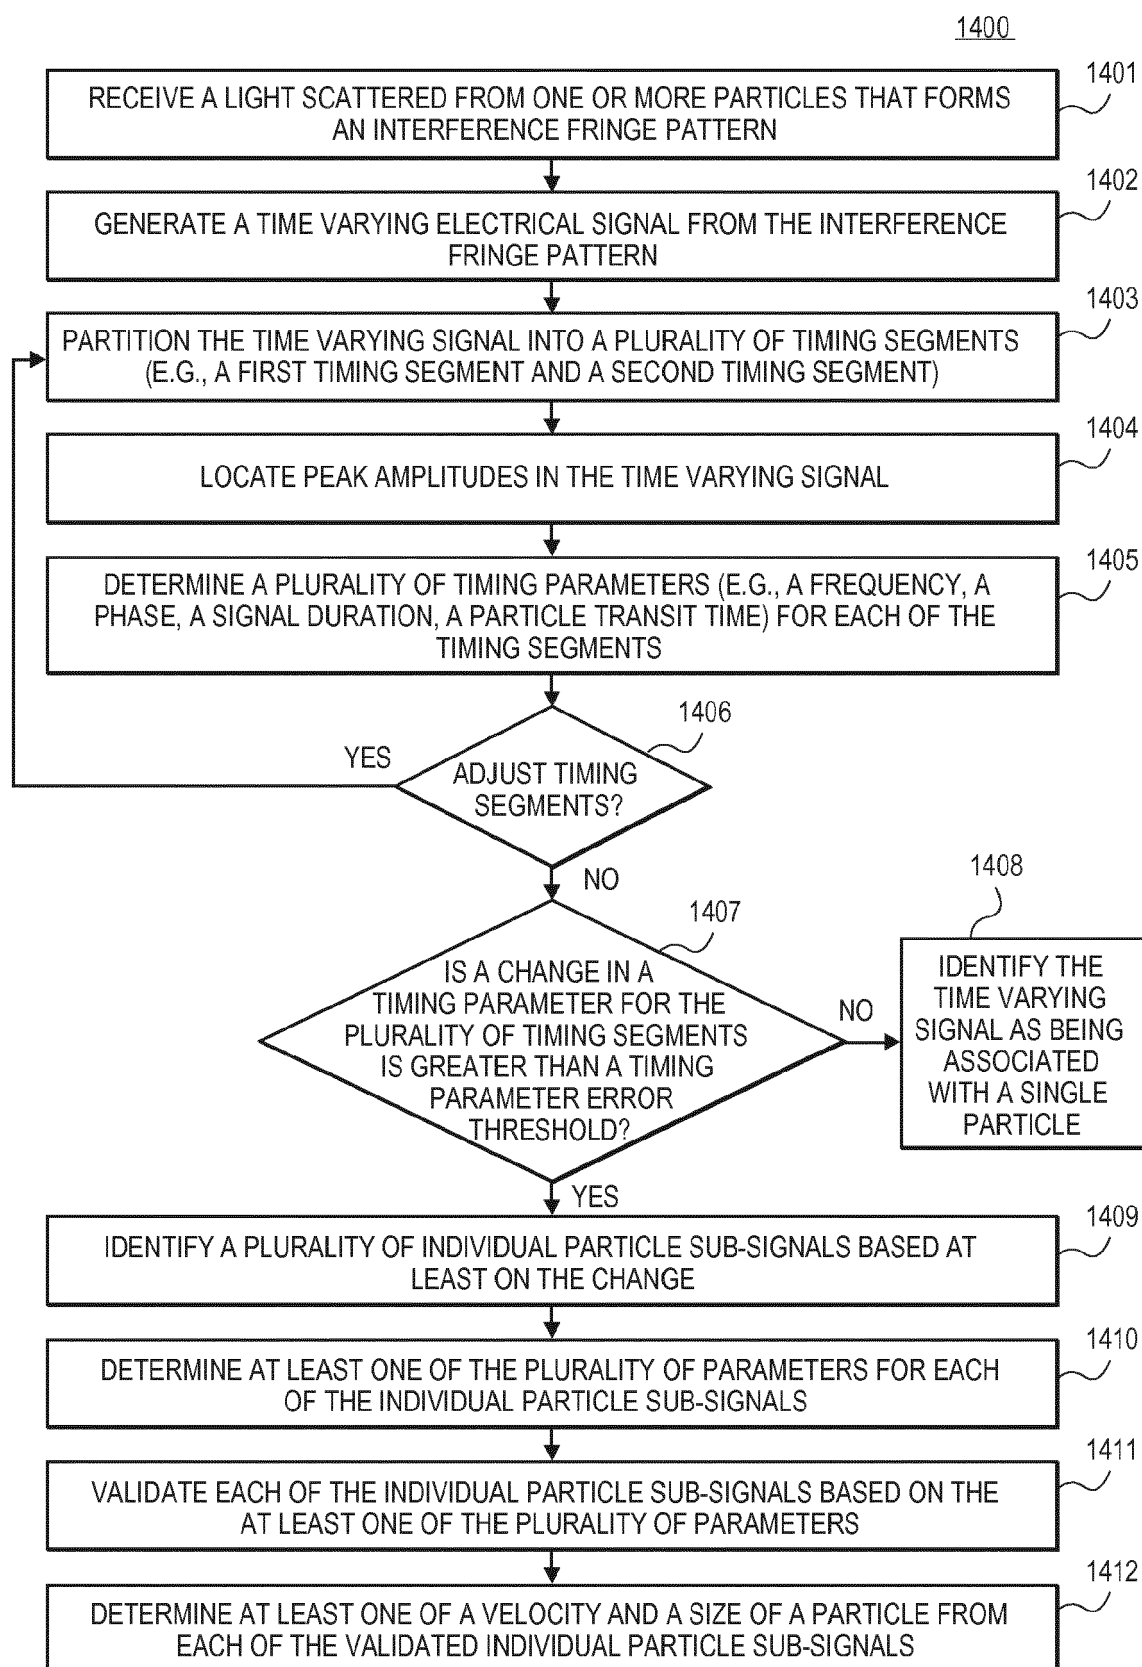 1400
1401
RECEIVE A LIGHT SCATTERED FROM ONE OR MORE PARTICLES THAT FORMS
AN INTERFERENCE FRINGE PATTERN
1402
GENERATE A TIME VARYING ELECTRICAL SIGNAL FROM THE INTERFERENCE
FRINGE PATTERN
1403
PARTITION THE TIME VARYING SIGNAL INTO A PLURALITY OF TIMING SEGMENTS
(E.G., A FIRST TIMING SEGMENT AND A SECOND TIMING SEGMENT)
1404
LOCATE PEAK AMPLITUDES IN THE TIME VARYING SIGNAL
1405
DETERMINE A PLURALITY OF TIMING PARAMETERS (E.G., A FREQUENCY, A
PHASE, A SIGNAL DURATION, A PARTICLE TRANSIT TIME) FOR EACH OF THE
TIMING SEGMENTS
1406
YES
ADJUST TIMING
SEGMENTS?
NO
1407
IS A CHANGE IN A
TIMING PARAMETER FOR THE
PLURALITY OF TIMING SEGMENTS
IS GREATER THAN A TIMING
PARAMETER ERROR
THRESHOLD?
NO
1408
IDENTIFY THE
TIME VARYING
SIGNAL AS BEING
ASSOCIATED
WITH A SINGLE
PARTICLE
YES
1409
IDENTIFY A PLURALITY OF INDIVIDUAL PARTICLE SUB-SIGNALS BASED AT
LEAST ON THE CHANGE
1410
DETERMINE AT LEAST ONE OF THE PLURALITY OF PARAMETERS FOR EACH
OF THE INDIVIDUAL PARTICLE SUB-SIGNALS
1411
VALIDATE EACH OF THE INDIVIDUAL PARTICLE SUB-SIGNALS BASED ON THE
AT LEAST ONE OF THE PLURALITY OF PARAMETERS
1412
DETERMINE AT LEAST ONE OF A VELOCITY AND A SIZE OF A PARTICLE FROM
EACH OF THE VALIDATED INDIVIDUAL PARTICLE SUB-SIGNALS